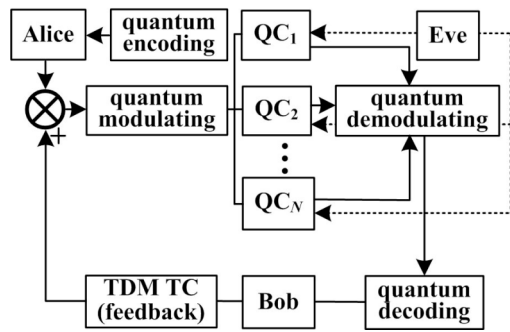 Alice
quantum
encoding
QC1
Eve
+
quantum
modulating
QC2
quantum
demodulating
QCN
TDM TC
(feedback)
Bob
quantum
decoding